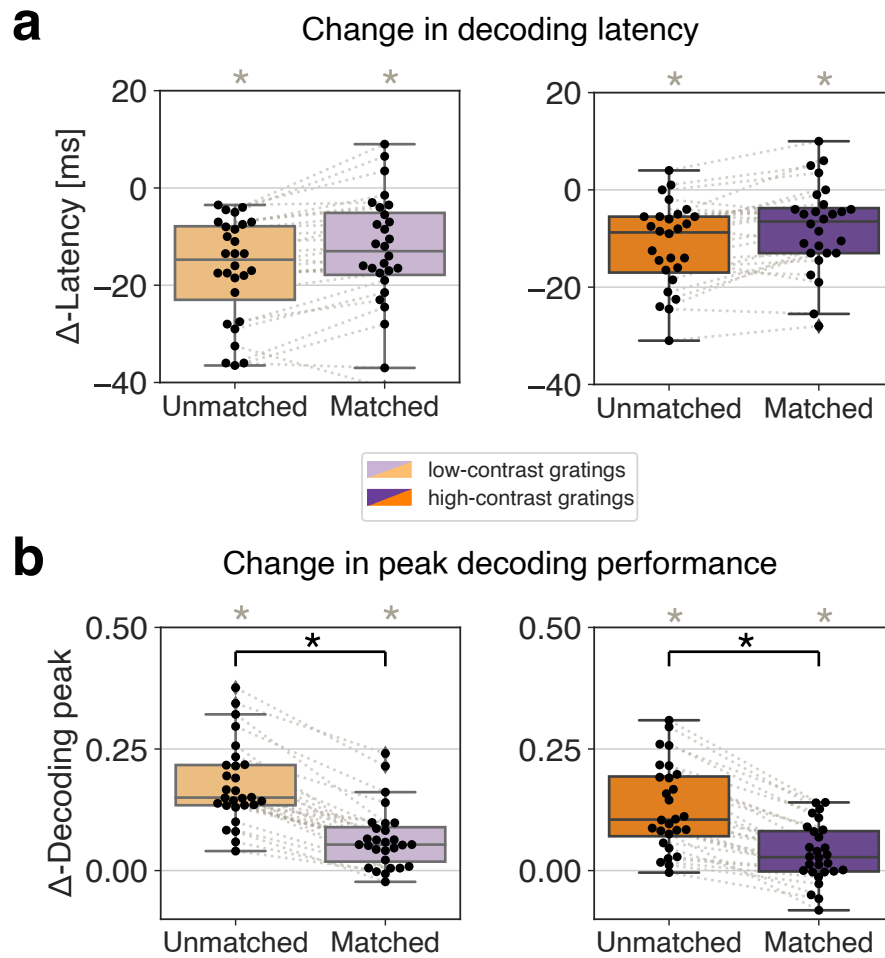 a
Change in decoding latency
* * * *
Δ-Latency [ms]
20
0
−20
−40
Unmatched Matched
20
0
−20
−40
Unmatched Matched
low-contrast gratings
high-contrast gratings
b
Change in peak decoding performance
* * * *
* *
Δ-Decoding peak
0.50
0.25
0.00
Unmatched Matched
0.50
0.25
0.00
Unmatched Matched